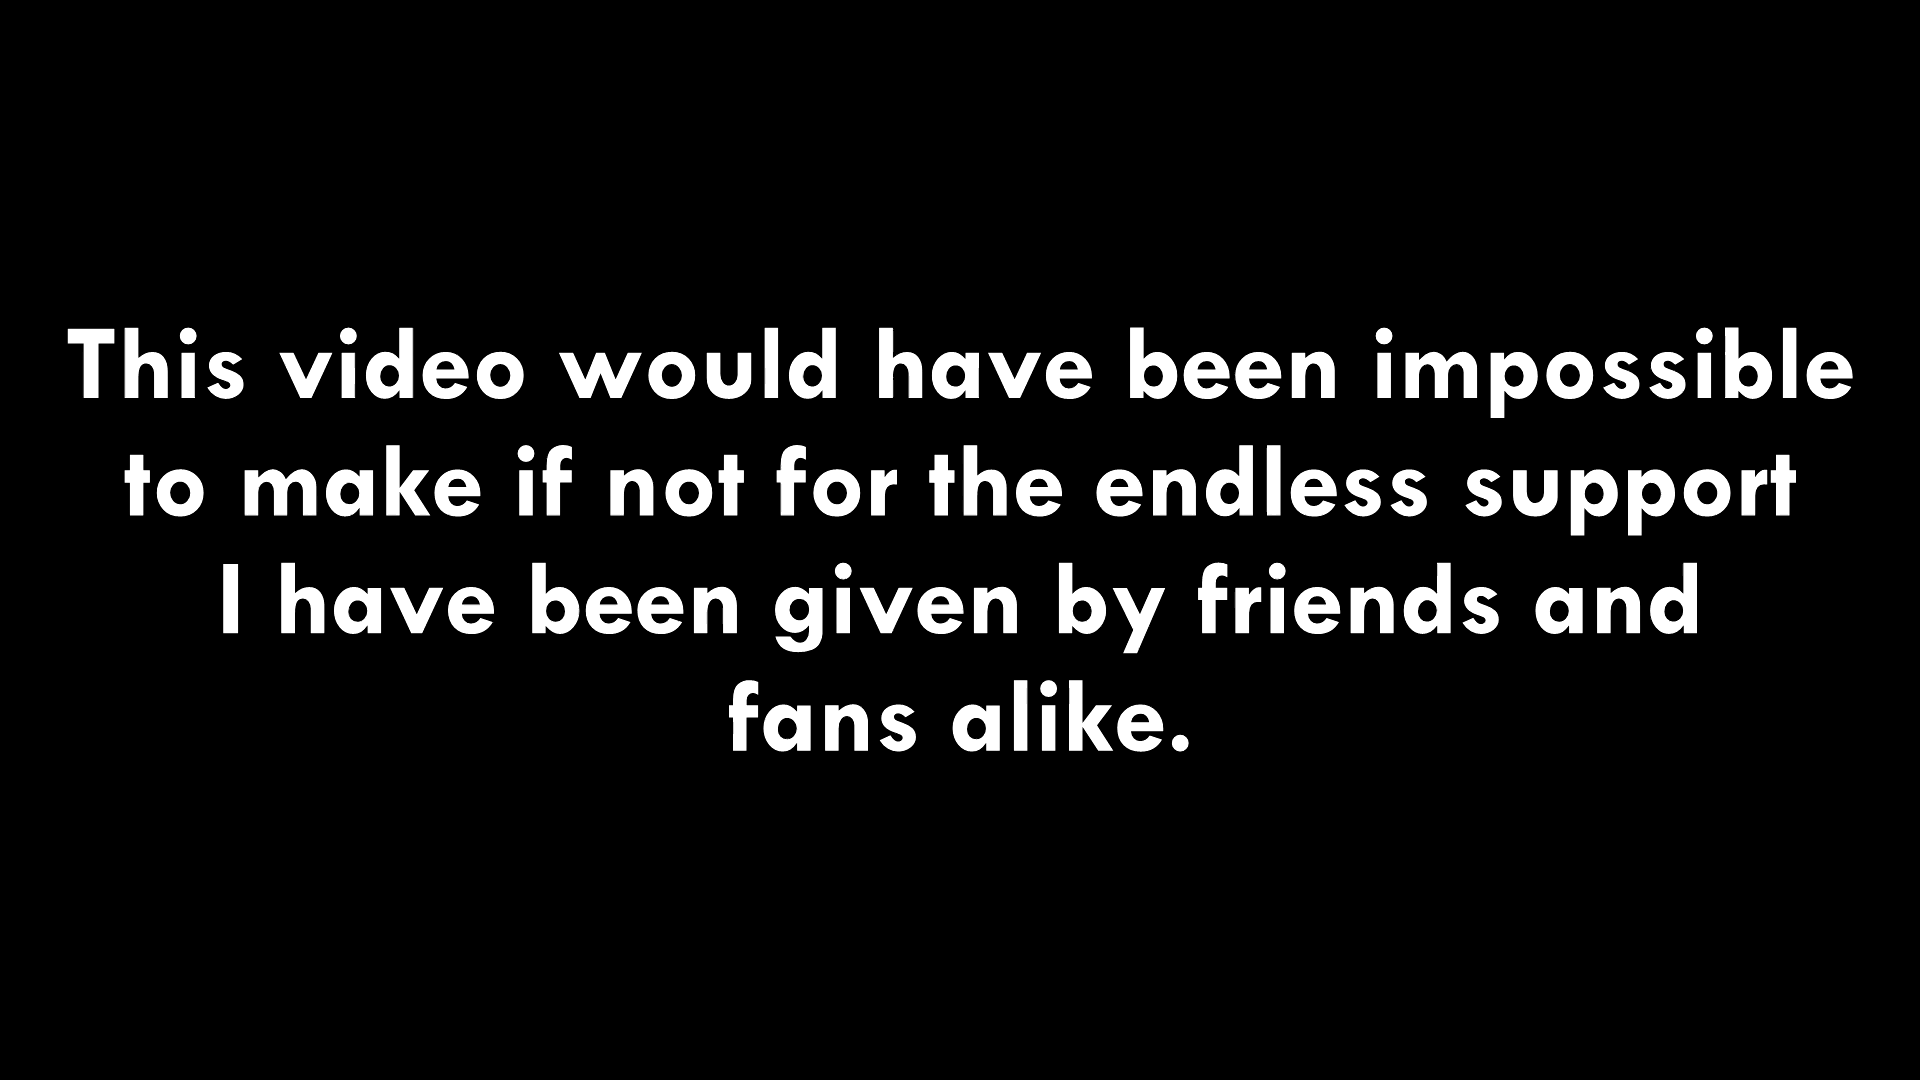 This video would have been impossible
to make if not for the endless support
I have been given by friends and
fans alike.